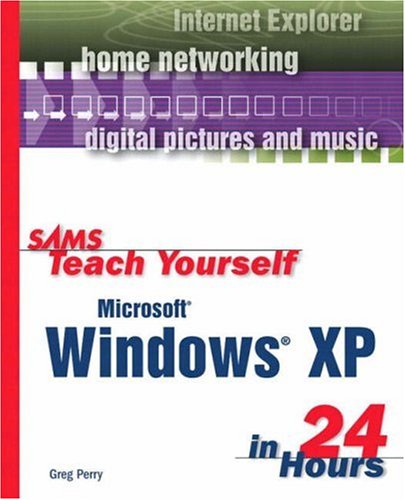 Internet Explorer
home networking
digital pictures and music
SAMS
Teach Yourself
Microsoft®
Windows® XP
in 24
Hours
Greg Perry